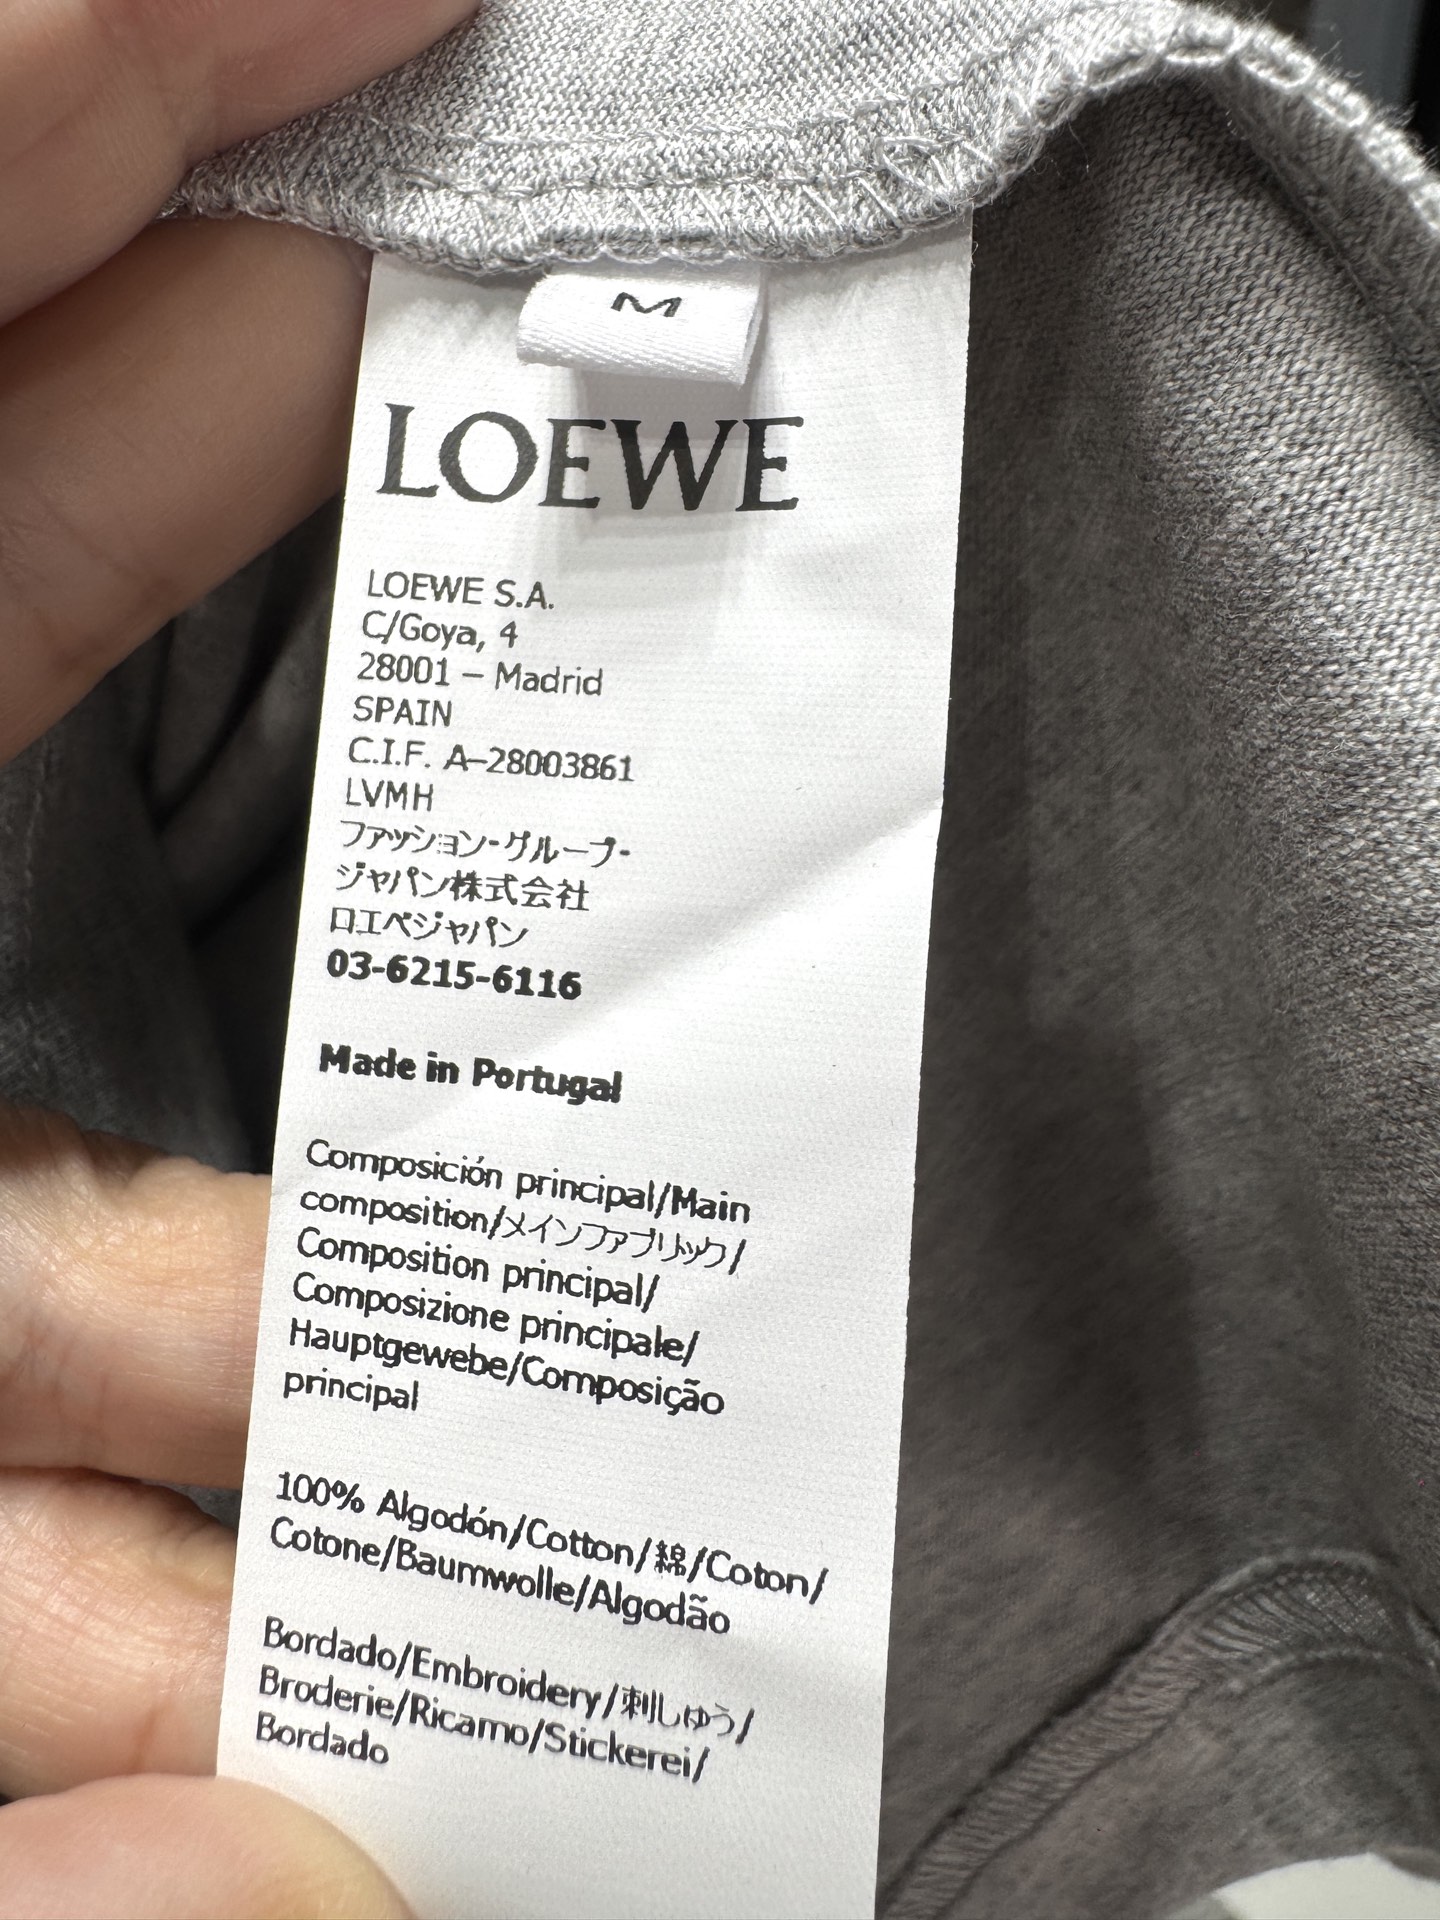 M
LOEWE
LOEWE S.A.
C/Goya, 4
28001 – Madrid
SPAIN
C.I.F. A–28003861
LVMH
ファッション-グループ-
ジャパン株式会社
ロエベジャパン
03-6215-6116
Made in Portugal
Composición principal/Main
composition/メインファブリック/
Composition principal/
Composizione principale/
Hauptgewebe/Composição
principal
100% Algodón/Cotton/綿/Coton/
Cotone/Baumwolle/Algodão
Bordado/Embroidery/刺しゅう/
Broderie/Ricamo/Stickerei/
Bordado